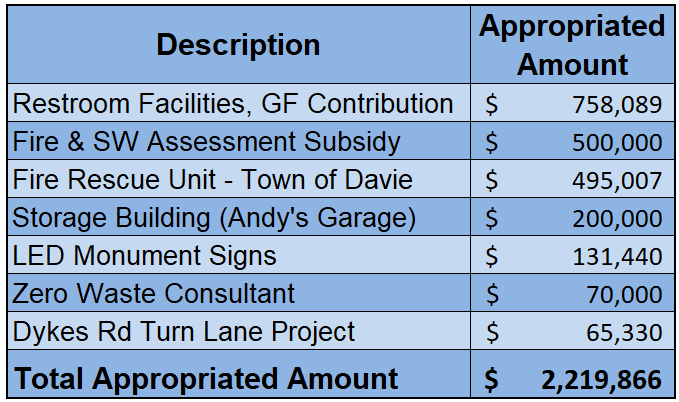 Description Appropriated Amount
Restroom Facilities, GF Contribution $ 758,089
Fire & SW Assessment Subsidy $ 500,000
Fire Rescue Unit - Town of Davie $ 495,007
Storage Building (Andy's Garage) $ 200,000
LED Monument Signs $ 131,440
Zero Waste Consultant $ 70,000
Dykes Rd Turn Lane Project $ 65,330
Total Appropriated Amount $ 2,219,866